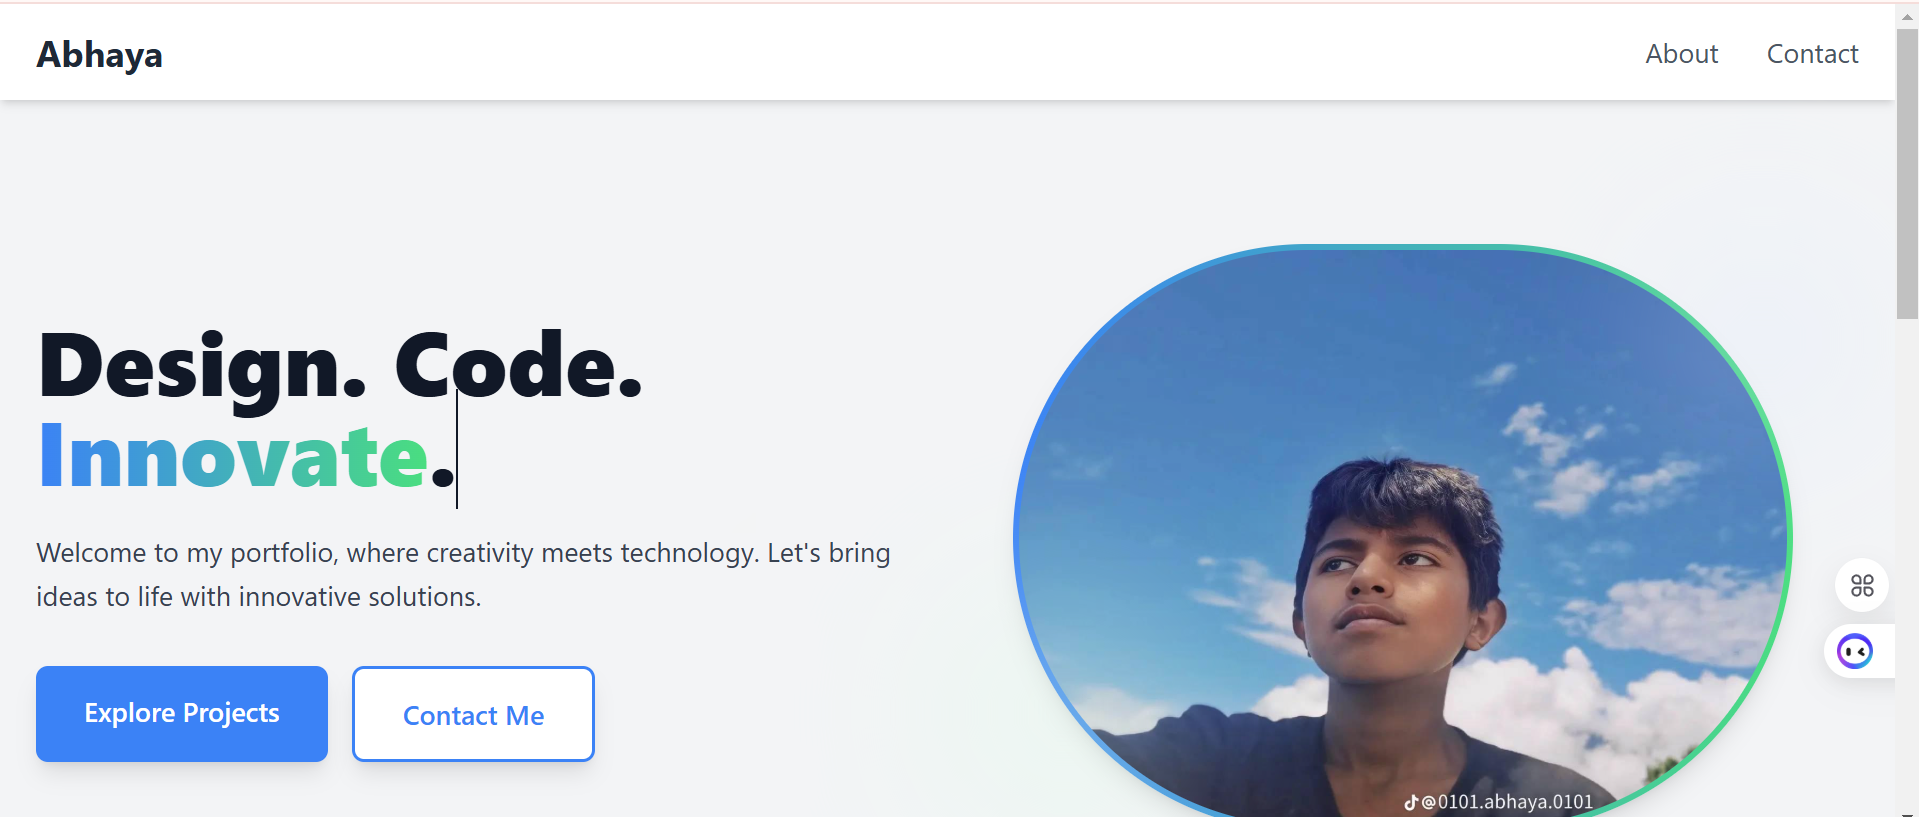 Abhaya
About
Contact
Design. Code.
Innovate.
Welcome to my portfolio, where creativity meets technology. Let's bring
ideas to life with innovative solutions.
Explore Projects
Contact Me
@0101.abhaya.0101